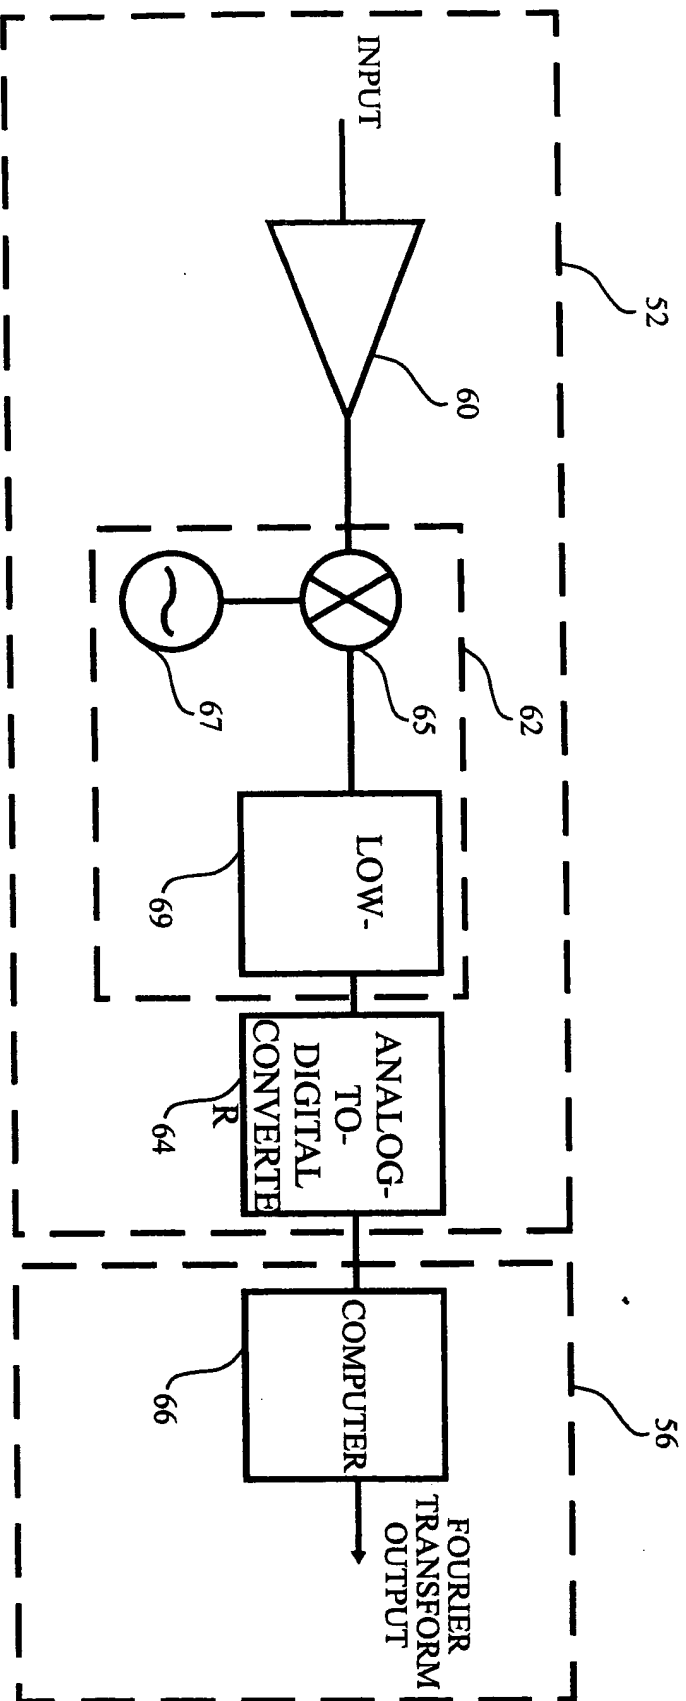 52
INPUT
60
62
65
67
LOW-
69
ANALOG-
TO-
DIGITAL
CONVERTE
R
64
56
COMPUTER
66
FOURIER
TRANSFORM
OUTPUT